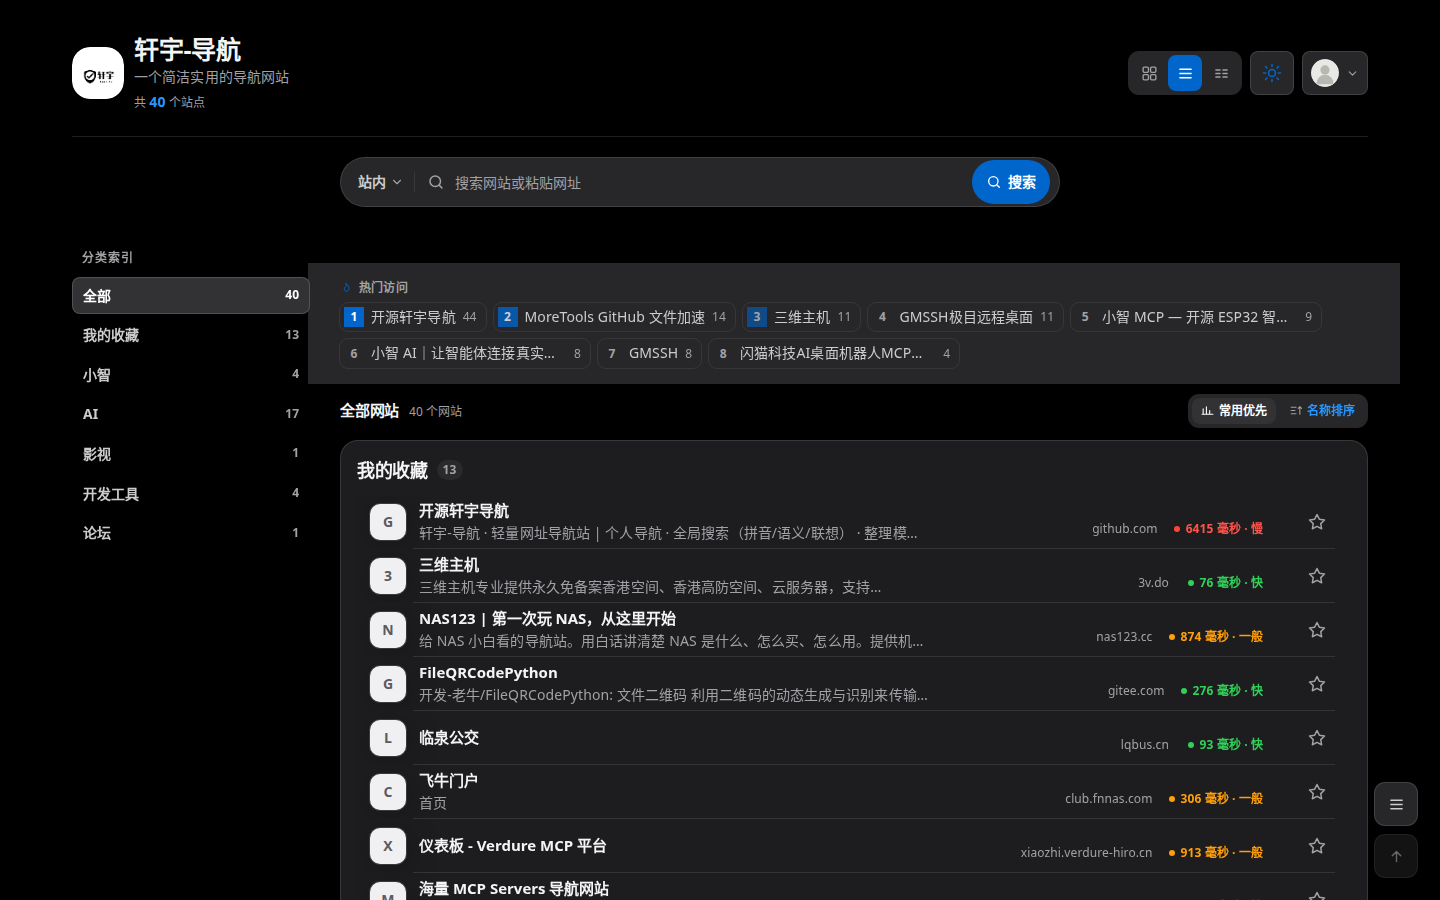 轩宇
轩宇-导航
一个简洁实用的导航网站
共 40 个站点
站内
搜索网站或粘贴网址
搜索
分类索引
全部 40
我的收藏 13
小智 4
AI 17
影视 1
开发工具 4
论坛 1
热门访问
1 开源轩宇导航 44
2 MoreTools GitHub 文件加速 14
3 三维主机 11
4 GMSSH极目远程桌面 11
5 小智 MCP — 开源 ESP32 智... 9
6 小智 AI｜让智能体连接真实... 8
7 GMSSH 8
8 闪猫科技AI桌面机器人MCP... 4
全部网站 40 个网站
常用优先
名称排序
我的收藏 13
G 开源轩宇导航
轩宇-导航 · 轻量网址导航站 | 个人导航 · 全局搜索（拼音/语义/联想） · 整理模...
github.com 6415 毫秒 · 慢
3 三维主机
三维主机专业提供永久免备案香港空间、香港高防空间、云服务器，支持...
3v.do 76 毫秒 · 快
N NAS123 | 第一次玩 NAS，从这里开始
给 NAS 小白看的导航站。用白话讲清楚 NAS 是什么、怎么买、怎么用。提供机...
nas123.cc 874 毫秒 · 一般
G FileQRCodePython
开发-老牛/FileQRCodePython: 文件二维码 利用二维码的动态生成与识别来传输...
gitee.com 276 毫秒 · 快
L 临泉公交
lqbus.cn 93 毫秒 · 快
C 飞牛门户
首页
club.fnnas.com 306 毫秒 · 一般
X 仪表板 - Verdure MCP 平台
xiaozhi.verdure-hiro.cn 913 毫秒 · 一般
M 海量 MCP Servers 导航网站